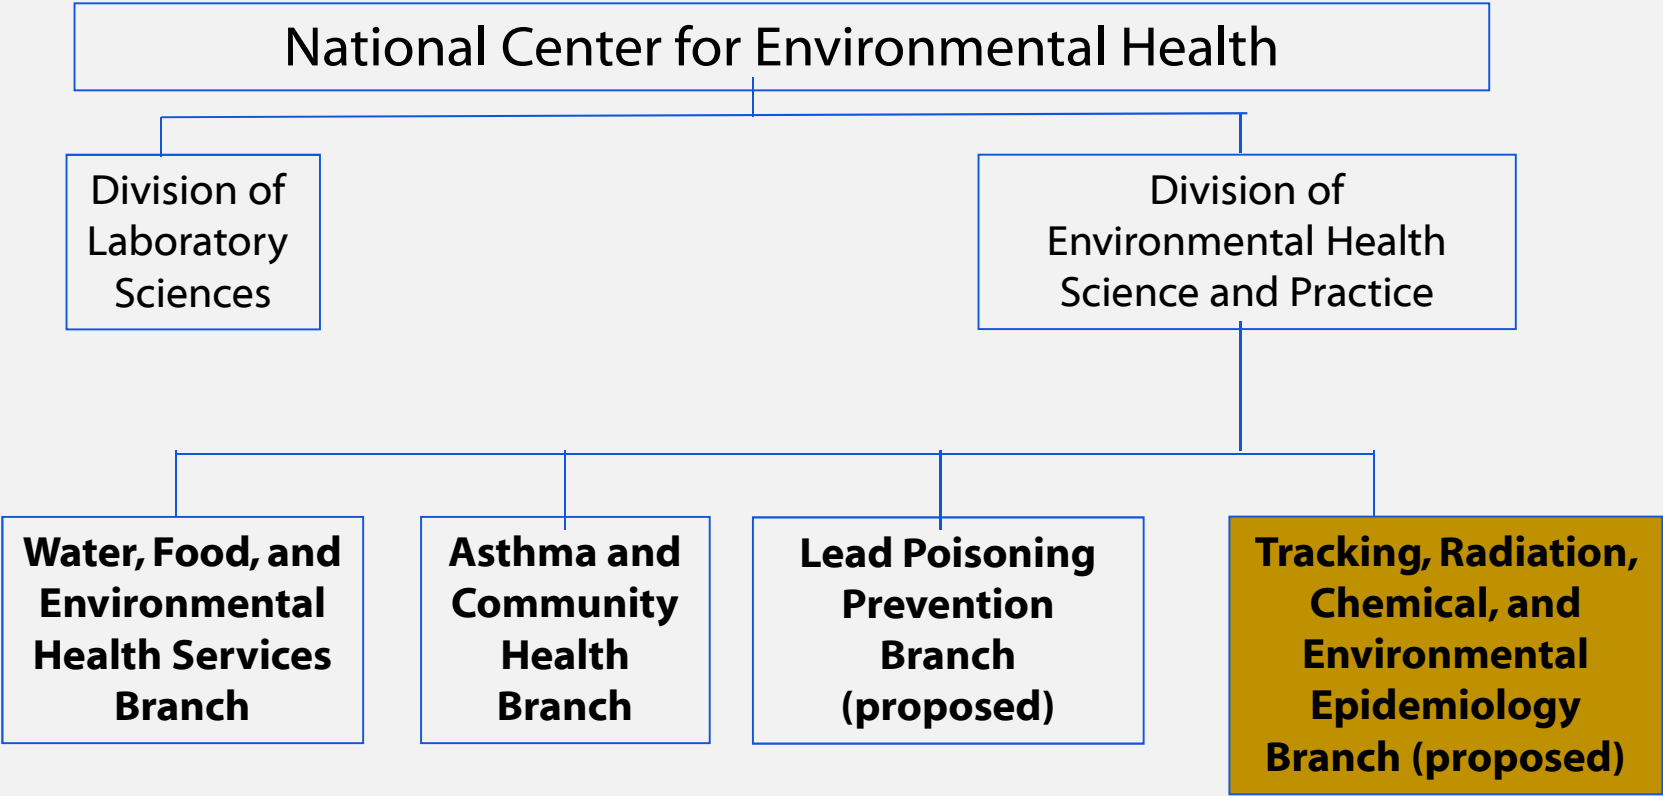 National Center for Environmental Health
Division of
Laboratory
Sciences
Division of
Environmental Health
Science and Practice
Water, Food, and
Environmental
Health Services
Branch
Asthma and
Community
Health
Branch
Lead Poisoning
Prevention
Branch
(proposed)
Tracking, Radiation,
Chemical, and
Environmental
Epidemiology
Branch (proposed)